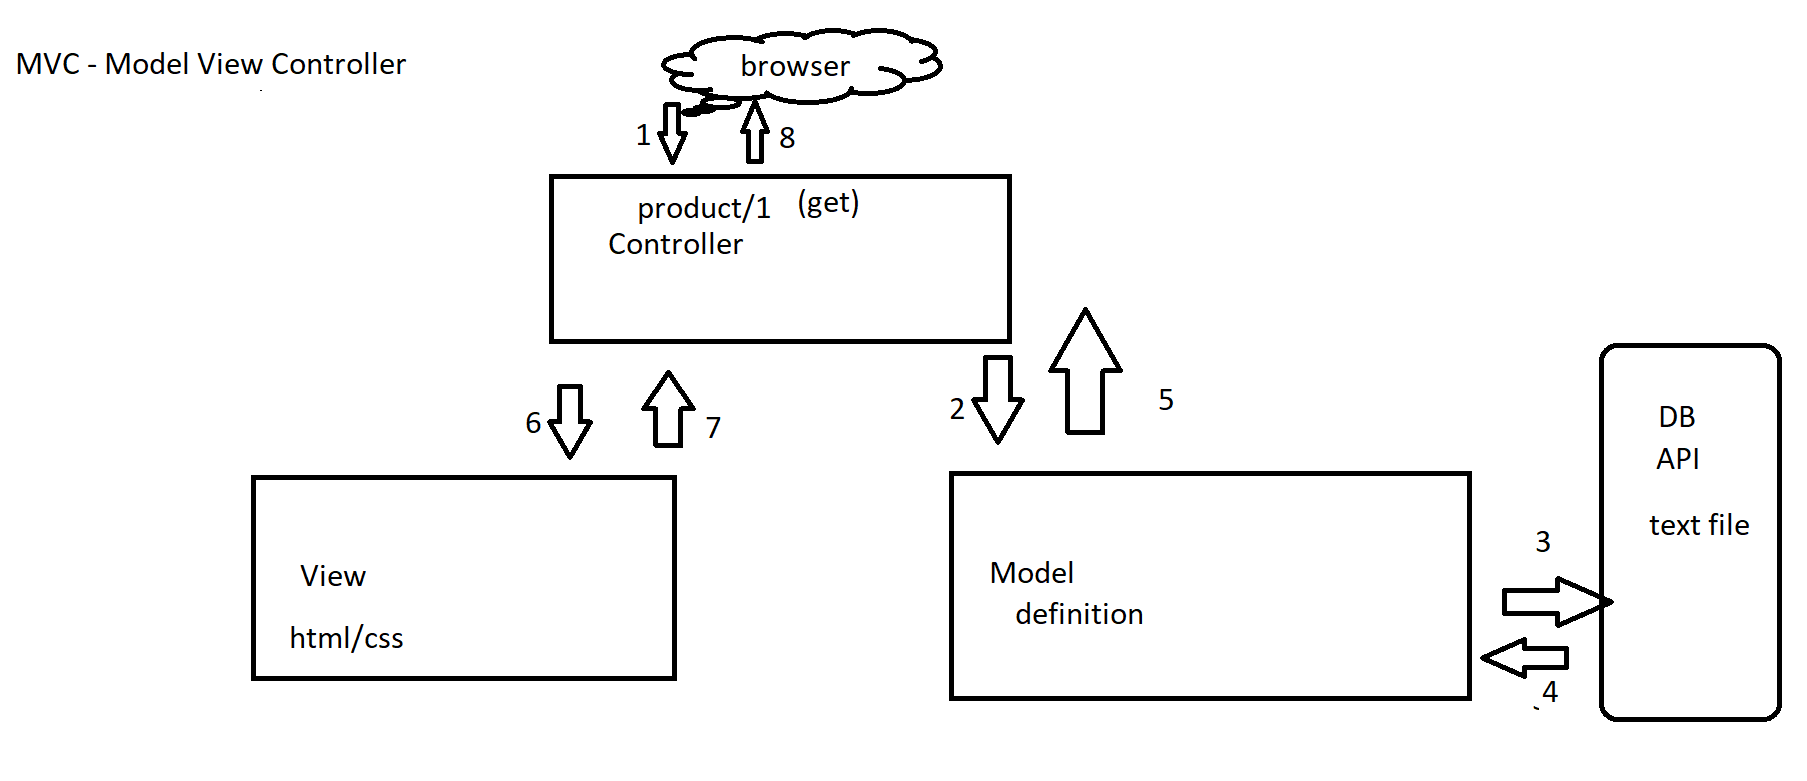 MVC - Model View Controller
browser
1
8
product/1 (get)
Controller
6
7
2
5
View
html/css
Model
definition
3
4
DB
API
text file